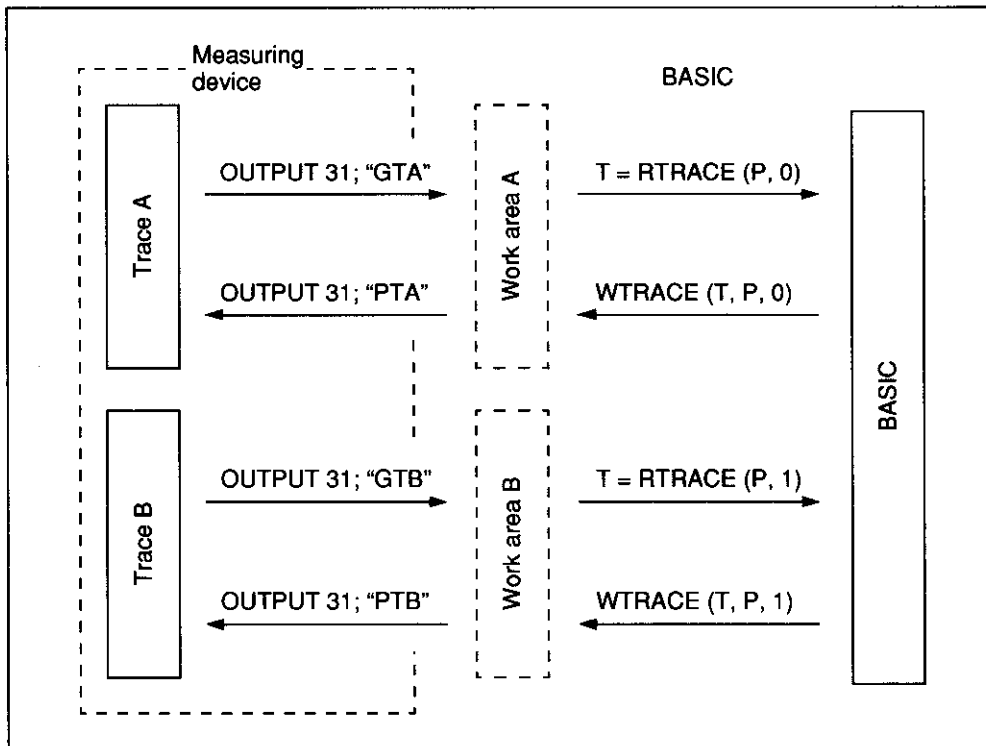 Measuring
device
BASIC
Trace A
OUTPUT 31; “GTA”
Work area A
T = RTRACE (P, 0)
OUTPUT 31; “PTA”
WTRACE (T, P, 0)
BASIC
Trace B
OUTPUT 31; “GTB”
Work area B
T = RTRACE (P, 1)
OUTPUT 31; “PTB”
WTRACE (T, P, 1)